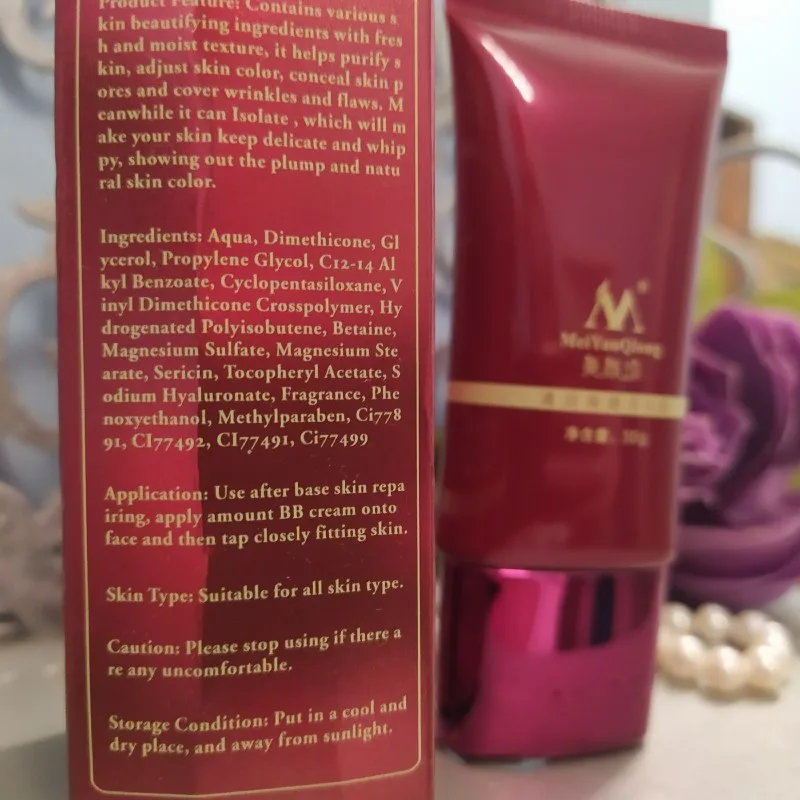 Product Feature: Contains various s
kin beautifying ingredients with fres
h and moist texture, it helps purify s
kin, adjust skin color, conceal skin p
ores and cover wrinkles and flaws. M
eanwhile it can Isolate , which will m
ake your skin keep delicate and whip
py, showing out the plump and natu
ral skin color.
Ingredients: Aqua, Dimethicone, Gl
ycerol, Propylene Glycol, C12-14 Al
kyl Benzoate, Cyclopentasiloxane, V
inyl Dimethicone Crosspolymer, Hy
drogenated Polyisobutene, Betaine,
Magnesium Sulfate, Magnesium Ste
arate, Sericin, Tocopheryl Acetate, S
odium Hyaluronate, Fragrance, Phe
noxyethanol, Methylparaben, Ci778
91, CI77492, CI77491, Ci77499
Application: Use after base skin repa
iring, apply amount BB cream onto
face and then tap closely fitting skin.
Skin Type: Suitable for all skin type.
Caution: Please stop using if there a
re any uncomfortable.
Storage Condition: Put in a cool and
dry place, and away from sunlight.
MeiYanQiong
净含量: